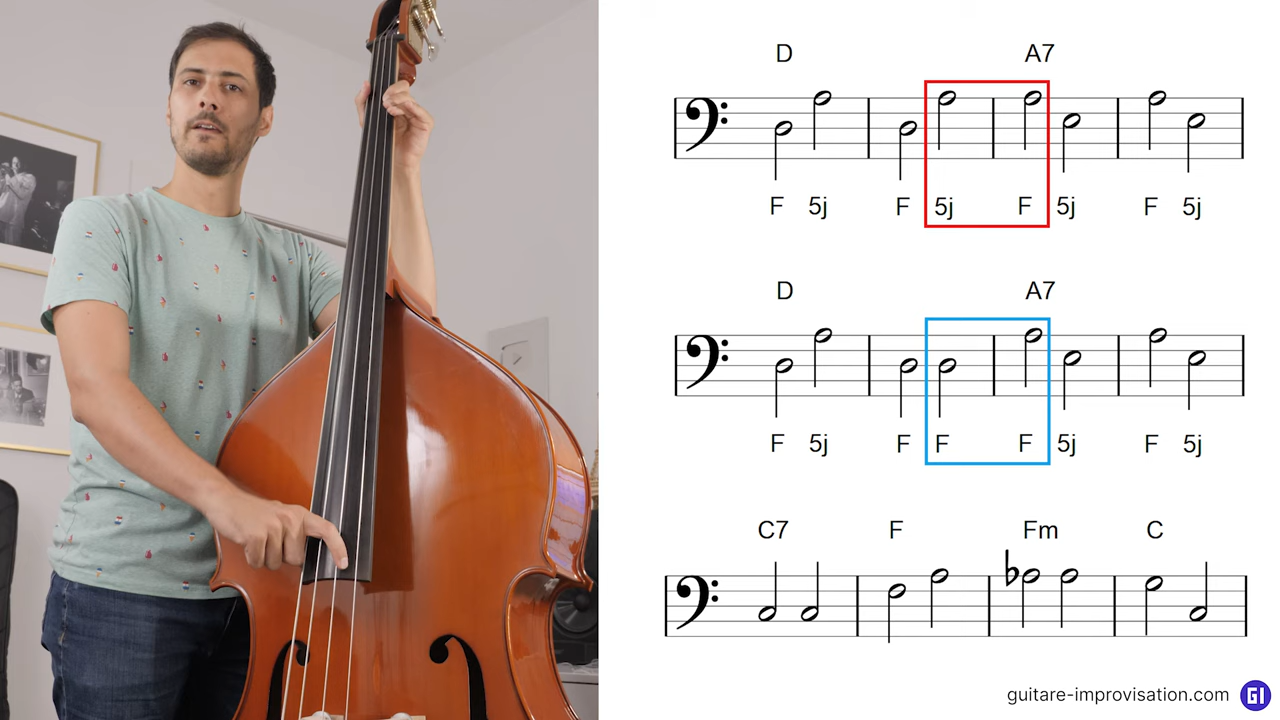 D A7
F 5j F 5j F 5j F 5j
D A7
F 5j F F F 5j F 5j
C7 F Fm C
guitare-improvisation.com GI